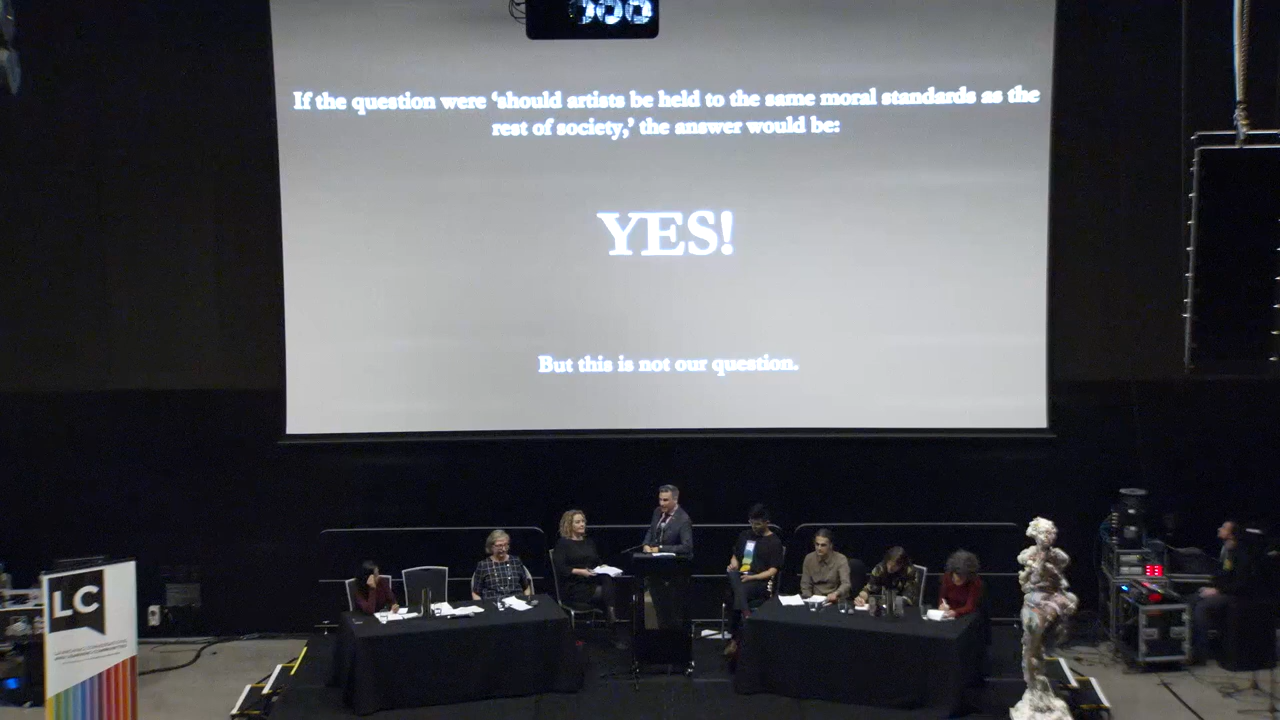 If the question were ‘should artists be held to the same moral standards as the
rest of society,’ the answer would be:
YES!
But this is not our question.
LC